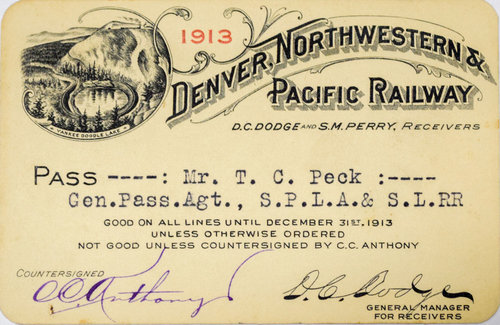 1913
DENVER, NORTHWESTERN &
PACIFIC RAILWAY
YANKEE DOODLE LAKE
D.C. DODGE AND S.M. PERRY, RECEIVERS
PASS ----: Mr. T. C. Peck :----
Gen.Pass.Agt., S.P.L.A.& S.L.RR
GOOD ON ALL LINES UNTIL DECEMBER 31ST. 1913
UNLESS OTHERWISE ORDERED
NOT GOOD UNLESS COUNTERSIGNED BY C.C. ANTHONY
COUNTERSIGNED
C.C. Anthony
D.C. Dodge
GENERAL MANAGER
FOR RECEIVERS